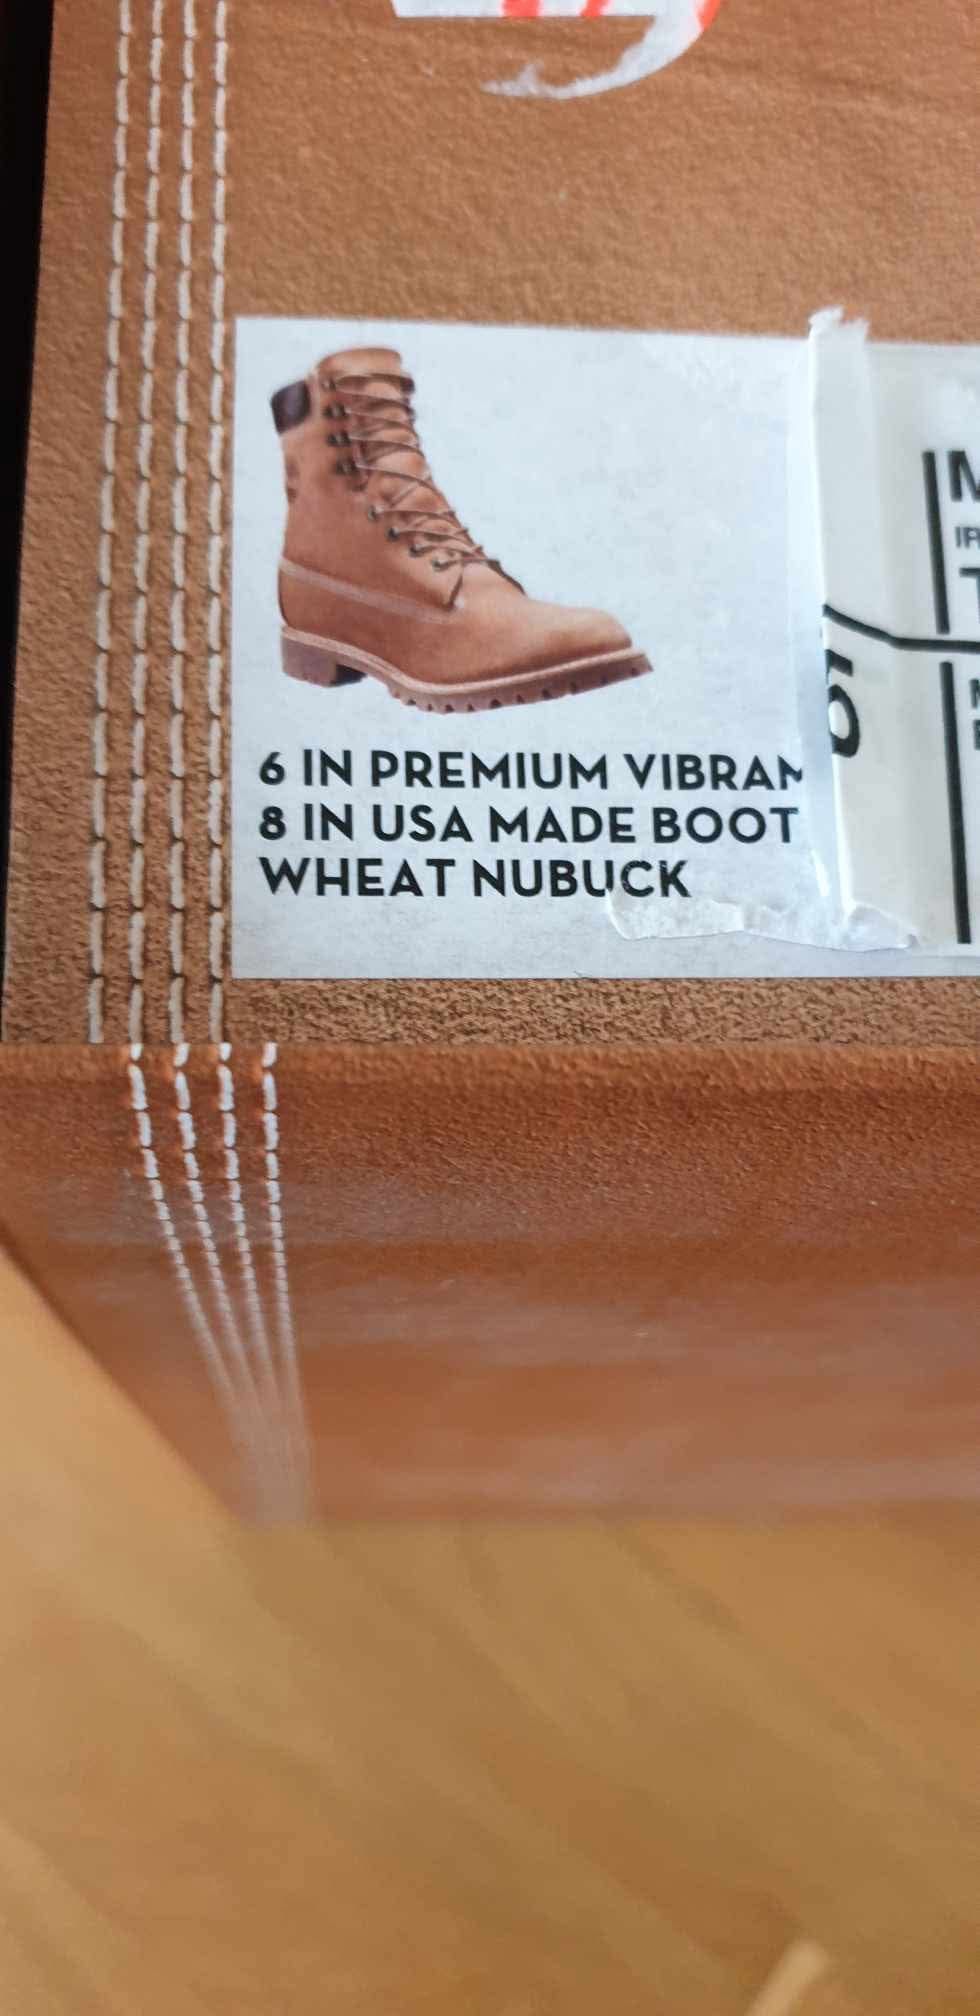 6 IN PREMIUM VIBRAM
8 IN USA MADE BOOT
WHEAT NUBUCK